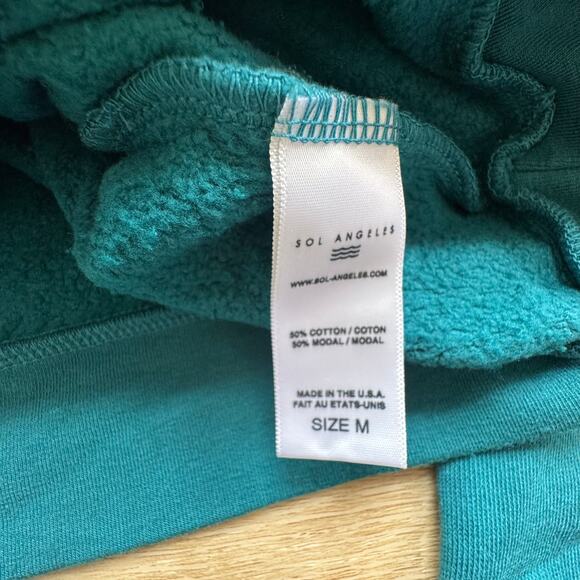 SOL ANGELES
WWW.SOL-ANGELES.COM
50% COTTON / COTON
50% MODAL / MODAL
MADE IN THE U.S.A.
FAIT AU ETATS-UNIS
SIZE M